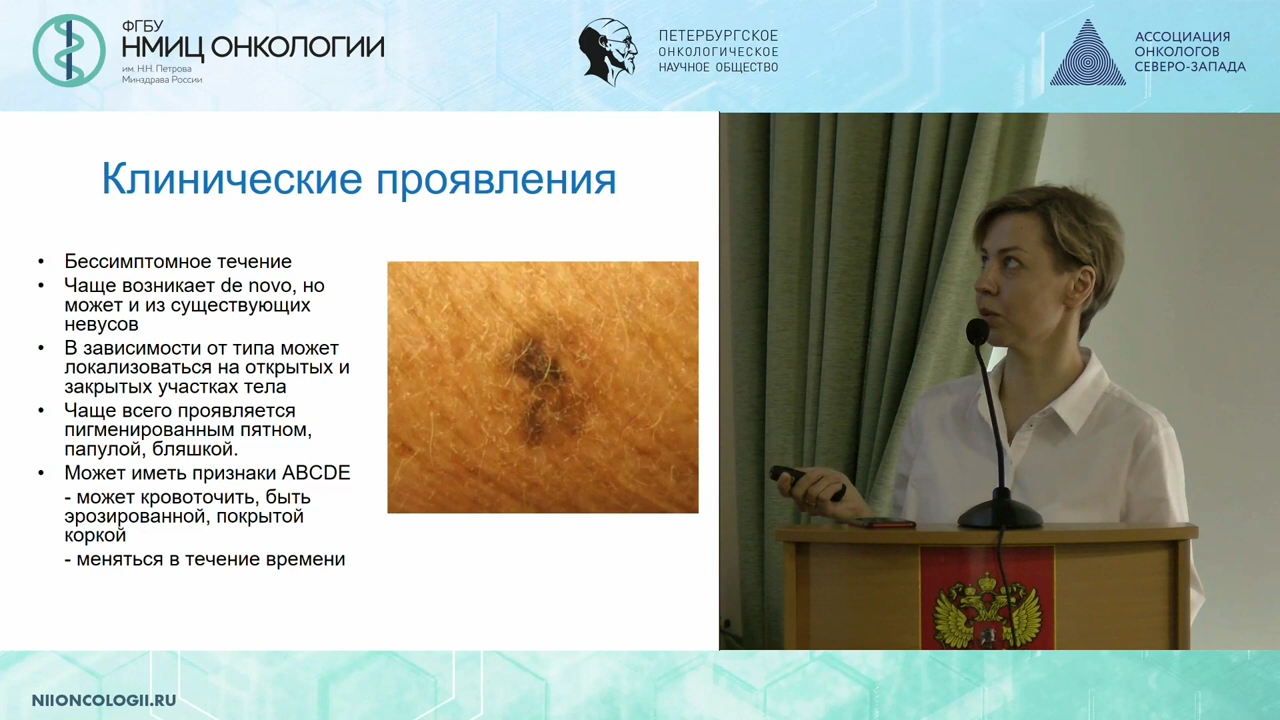 ФГБУ
НМИЦ ОНКОЛОГИИ
им. Н.Н. Петрова
Минздрава России
ПЕТЕРБУРГСКОЕ
ОНКОЛОГИЧЕСКОЕ
НАУЧНОЕ ОБЩЕСТВО
АССОЦИАЦИЯ
ОНКОЛОГОВ
СЕВЕРО-ЗАПАДА
Клинические проявления
• Бессимптомное течение
• Чаще возникает de novo, но
может и из существующих
невусов
• В зависимости от типа может
локализоваться на открытых и
закрытых участках тела
• Чаще всего проявляется
пигменированным пятном,
папулой, бляшкой.
• Может иметь признаки ABCDE
- может кровоточить, быть
эрозированной, покрытой
коркой
- меняться в течение времени
NIIONCOLOGII.RU